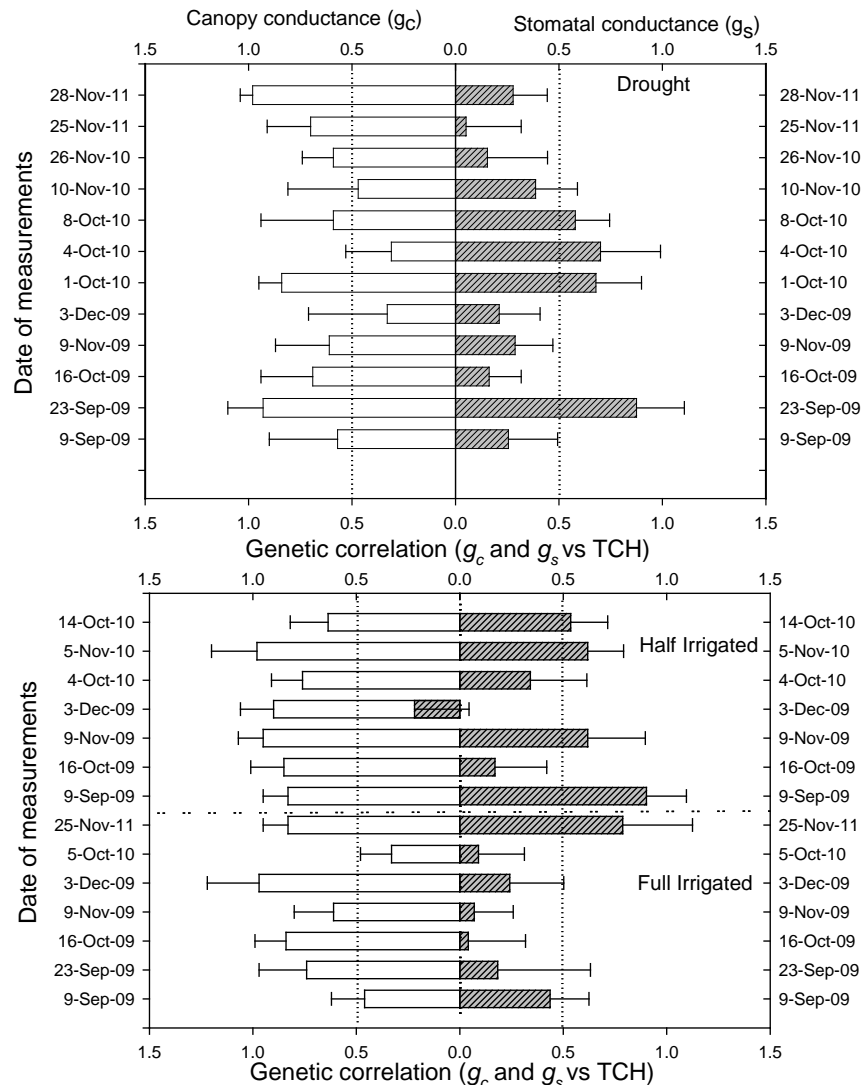 Canopy conductance (gc) Stomatal conductance (gs)
1.5 1.0 0.5 0.0 0.5 1.0 1.5
Drought
28-Nov-11 28-Nov-11
25-Nov-11 25-Nov-11
26-Nov-10 26-Nov-10
10-Nov-10 10-Nov-10
8-Oct-10 8-Oct-10
4-Oct-10 4-Oct-10
1-Oct-10 1-Oct-10
3-Dec-09 3-Dec-09
9-Nov-09 9-Nov-09
16-Oct-09 16-Oct-09
23-Sep-09 23-Sep-09
9-Sep-09 9-Sep-09
Date of measurements
1.5 1.0 0.5 0.0 0.5 1.0 1.5
Genetic correlation (gc and gs vs TCH)
1.5 1.0 0.5 0.0 0.5 1.0 1.5
14-Oct-10 14-Oct-10
Half Irrigated
5-Nov-10 5-Nov-10
4-Oct-10 4-Oct-10
3-Dec-09 3-Dec-09
9-Nov-09 9-Nov-09
16-Oct-09 16-Oct-09
9-Sep-09 9-Sep-09
25-Nov-11 25-Nov-11
5-Oct-10 5-Oct-10
Full Irrigated
3-Dec-09 3-Dec-09
9-Nov-09 9-Nov-09
16-Oct-09 16-Oct-09
23-Sep-09 23-Sep-09
9-Sep-09 9-Sep-09
Date of measurements
1.5 1.0 0.5 0.0 0.5 1.0 1.5
Genetic correlation (gc and gs vs TCH)